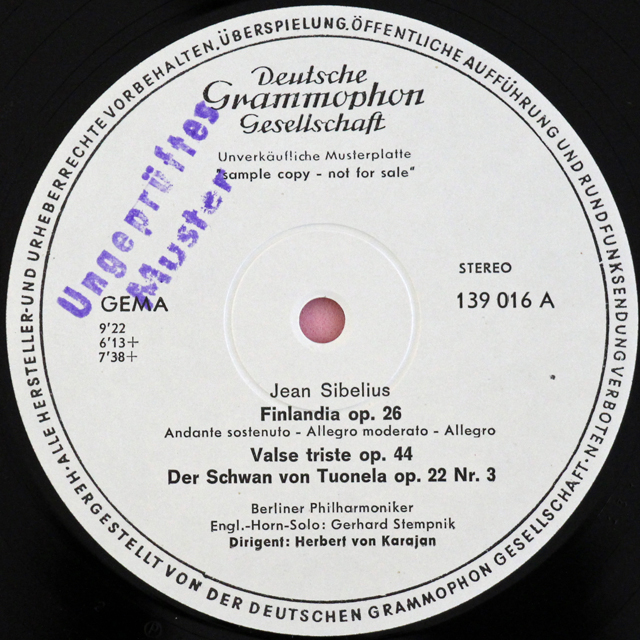 ALLE HERSTELLER- UND URHEBERRECHTE VORBEHALTEN, ÜBERSPIELUNG, ÖFFENTLICHE AUFFÜHRUNG UND RUNDFUNKSENDUNG VERBOTEN·
Deutsche
Grammophon
Gesellschaft
Unverkäufliche Musterplatte
"sample copy - not for sale"
Ungeprüftes
Muster
STEREO
GEMA
139 016 A
9'22
6'13+
7'38+
Jean Sibelius
Finlandia op. 26
Andante sostenuto - Allegro moderato - Allegro
Valse triste op. 44
Der Schwan von Tuonela op. 22 Nr. 3
Berliner Philharmoniker
Engl.-Horn-Solo: Gerhard Stempnik
Dirigent: Herbert von Karajan
·HERGESTELLT VON DER DEUTSCHEN GRAMMOPHON GESELLSCHAFT·